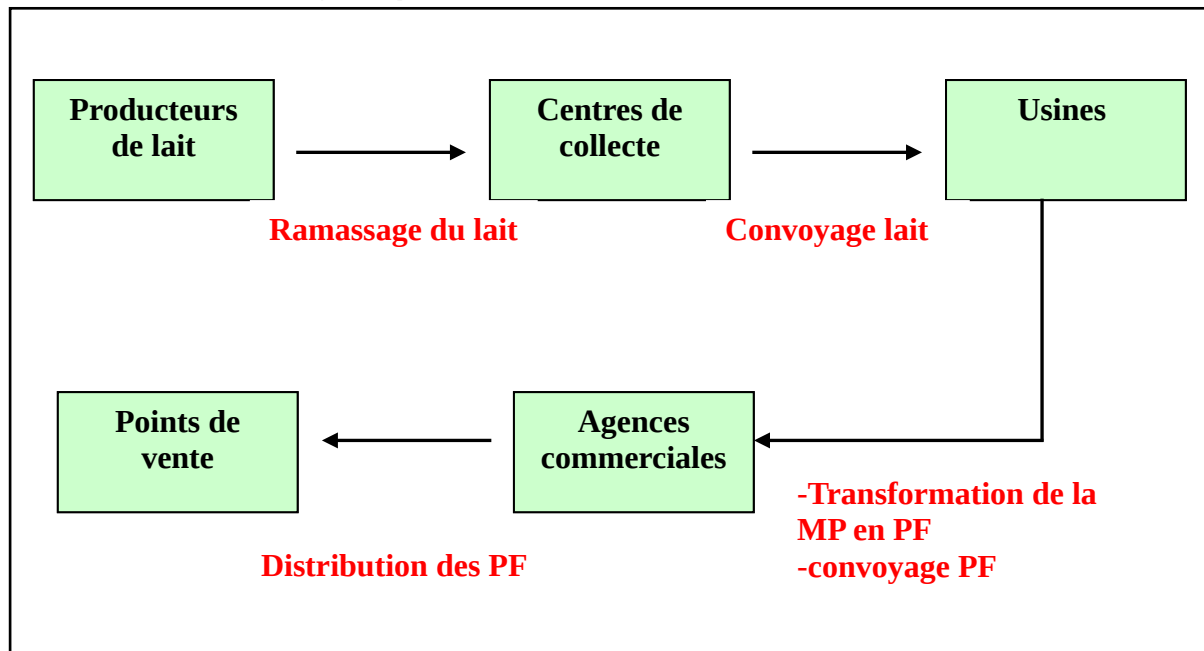 Producteurs
de lait
Centres de
collecte
Usines
Ramassage du lait
Convoyage lait
Points de
vente
Agences
commerciales
-Transformation de la
MP en PF
-convoyage PF
Distribution des PF